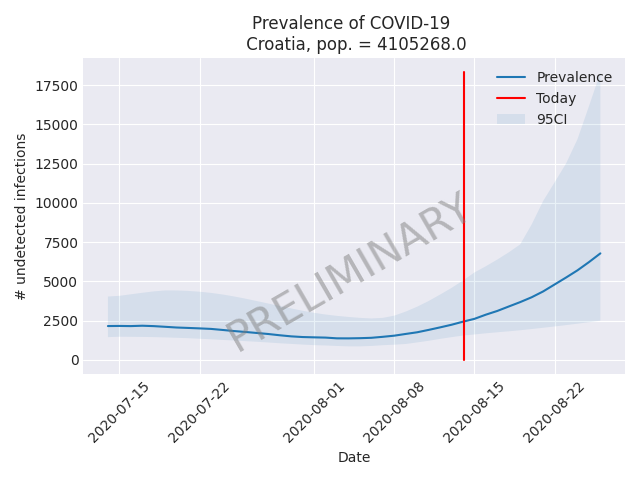 Prevalence of COVID-19
Croatia, pop. = 4105268.0
Prevalence
Today
95CI
# undetected infections
17500
15000
12500
10000
7500
5000
2500
0
PRELIMINARY
2020-07-15
2020-07-22
2020-08-01
2020-08-08
2020-08-15
2020-08-22
Date